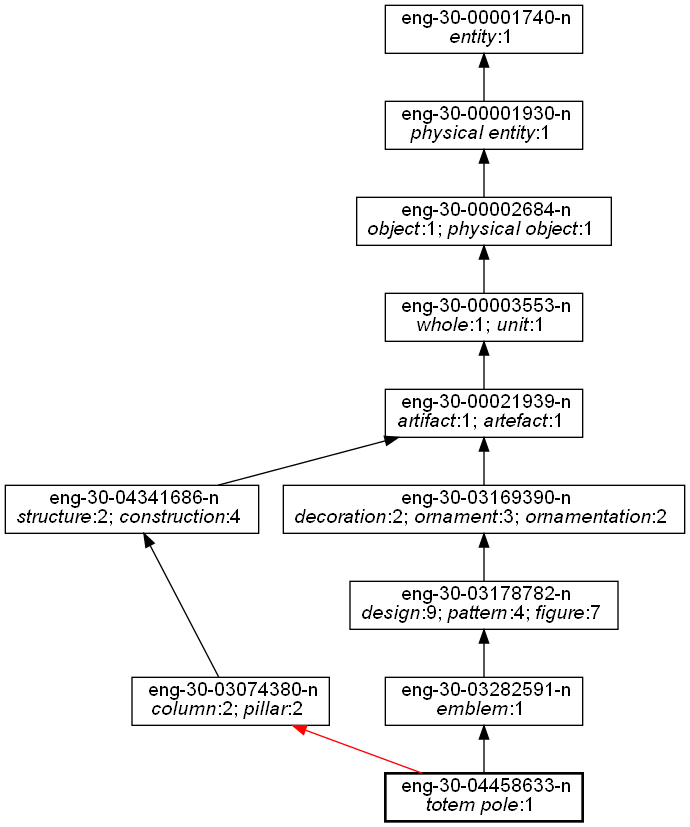 eng-30-00001740-n
entity:1
eng-30-00001930-n
physical entity:1
eng-30-00002684-n
object:1; physical object:1
eng-30-00003553-n
whole:1; unit:1
eng-30-00021939-n
artifact:1; artefact:1
eng-30-04341686-n
structure:2; construction:4
eng-30-03169390-n
decoration:2; ornament:3; ornamentation:2
eng-30-03178782-n
design:9; pattern:4; figure:7
eng-30-03074380-n
column:2; pillar:2
eng-30-03282591-n
emblem:1
eng-30-04458633-n
totem pole:1